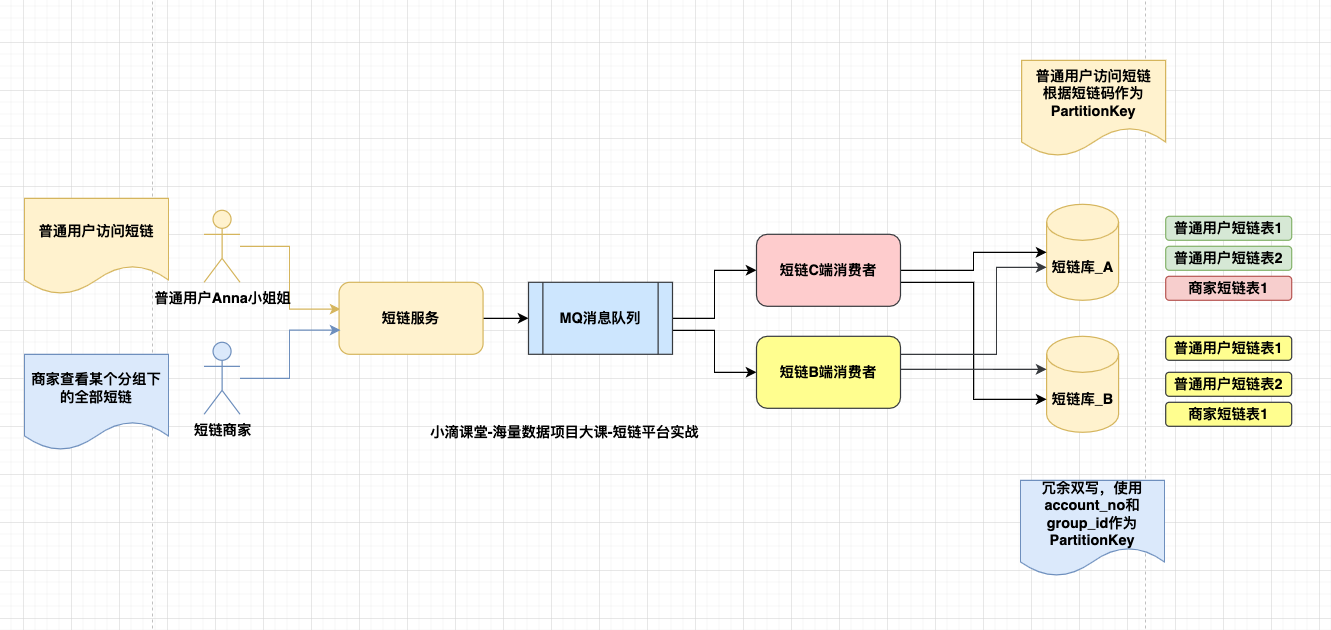 普通用户访问短链
根据短链码作为
PartitionKey
普通用户访问短链
普通用户Anna小姐姐
商家查看某个分组下
的全部短链
短链商家
短链服务
MQ消息队列
短链C端消费者
短链B端消费者
短链库_A
短链库_B
普通用户短链表1
普通用户短链表2
商家短链表1
普通用户短链表1
普通用户短链表2
商家短链表1
小滴课堂-海量数据项目大课-短链平台实战
冗余双写，使用
account_no和
group_id作为
PartitionKey